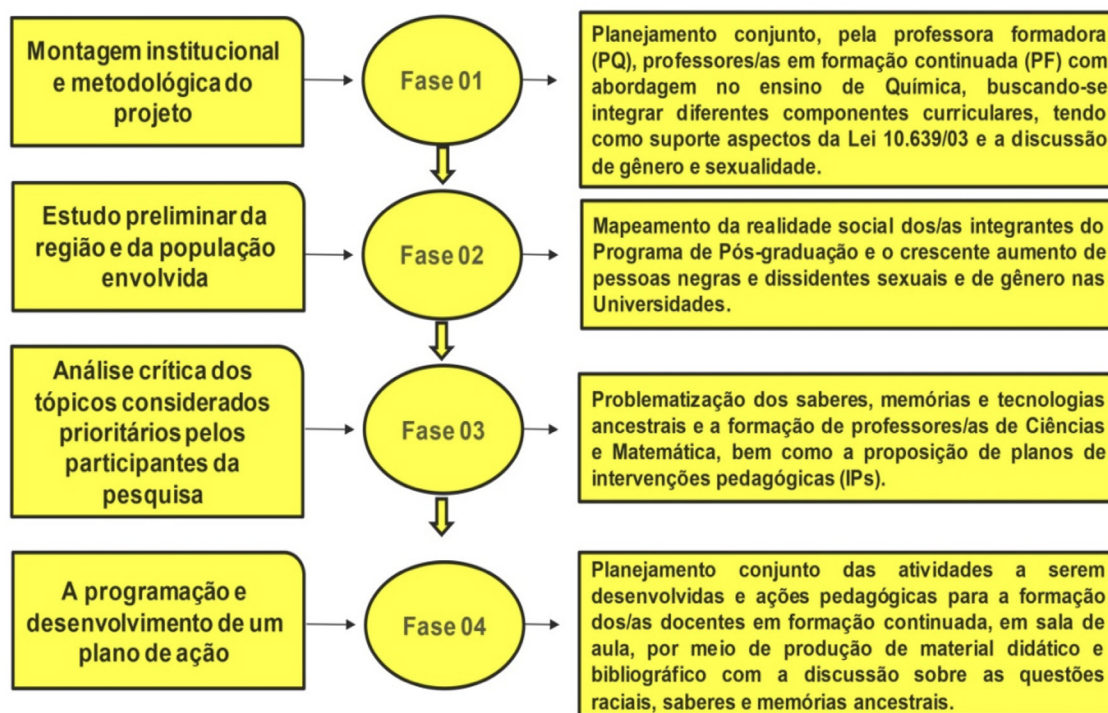 Montagem institucional
e metodológica do
projeto
Fase 01
Planejamento conjunto, pela professora formadora
(PQ), professores/as em formação continuada (PF) com
abordagem no ensino de Química, buscando-se
integrar diferentes componentes curriculares, tendo
como suporte aspectos da Lei 10.639/03 e a discussão
de gênero e sexualidade.
Estudo preliminar da
região e da população
envolvida
Fase 02
Mapeamento da realidade social dos/as integrantes do
Programa de Pós-graduação e o crescente aumento de
pessoas negras e dissidentes sexuais e de gênero nas
Universidades.
Análise crítica dos
tópicos considerados
prioritários pelos
participantes da
pesquisa
Fase 03
Problematização dos saberes, memórias e tecnologias
ancestrais e a formação de professores/as de Ciências
e Matemática, bem como a proposição de planos de
intervenções pedagógicas (IPs).
A programação e
desenvolvimento de um
plano de ação
Fase 04
Planejamento conjunto das atividades a serem
desenvolvidas e ações pedagógicas para a formação
dos/as docentes em formação continuada, em sala de
aula, por meio de produção de material didático e
bibliográfico com a discussão sobre as questões
raciais, saberes e memórias ancestrais.